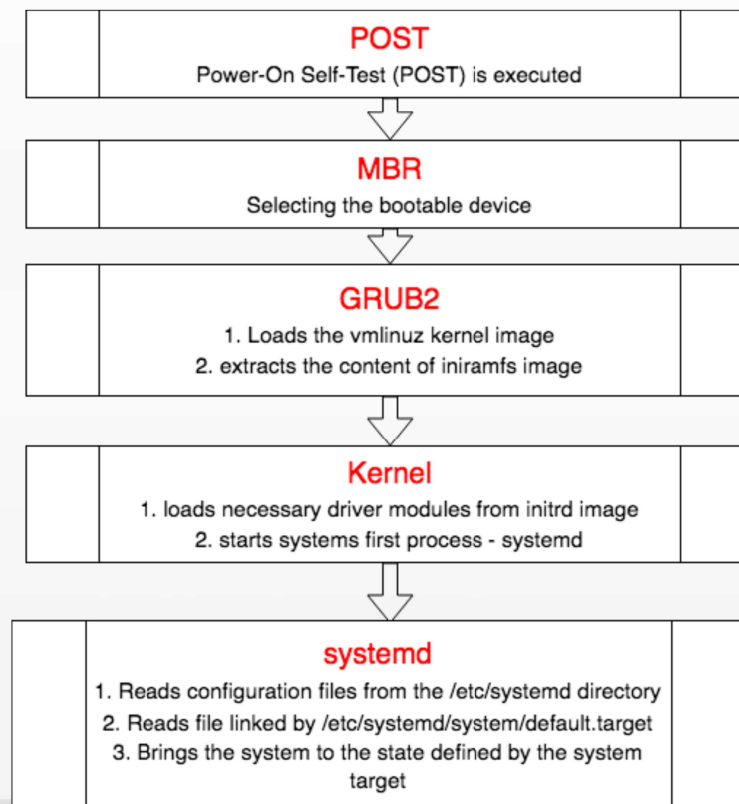 POST
Power-On Self-Test (POST) is executed
MBR
Selecting the bootable device
GRUB2
1. Loads the vmlinuz kernel image
2. extracts the content of iniramfs image
Kernel
1. loads necessary driver modules from initrd image
2. starts systems first process - systemd
systemd
1. Reads configuration files from the /etc/systemd directory
2. Reads file linked by /etc/systemd/system/default.target
3. Brings the system to the state defined by the system
target